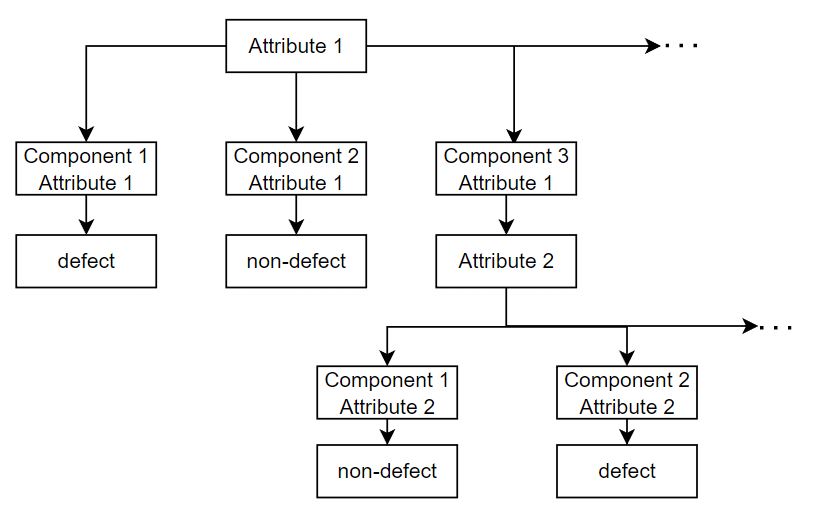 Attribute 1
...
Component 1
Attribute 1
Component 2
Attribute 1
Component 3
Attribute 1
defect
non-defect
Attribute 2
...
Component 1
Attribute 2
Component 2
Attribute 2
non-defect
defect